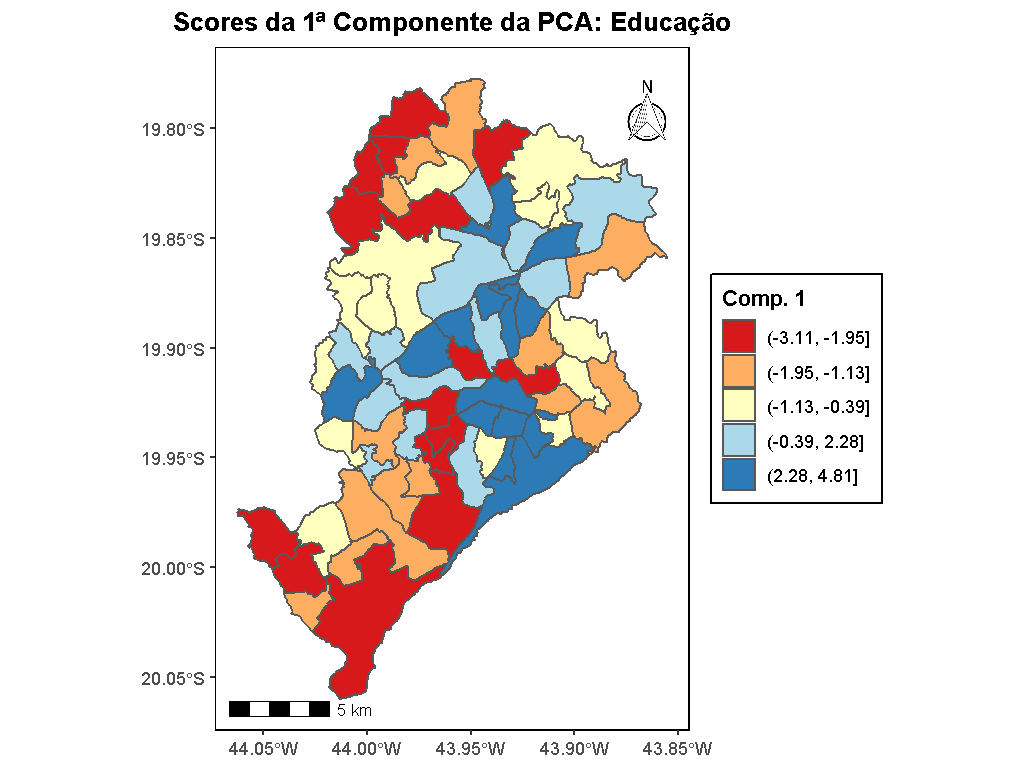 Scores da 1ª Componente da PCA: Educação
N
19.80°S
19.85°S
19.90°S
19.95°S
20.00°S
20.05°S
5 km
44.05°W 44.00°W 43.95°W 43.90°W 43.85°W
Comp. 1
(-3.11, -1.95]
(-1.95, -1.13]
(-1.13, -0.39]
(-0.39, 2.28]
(2.28, 4.81]